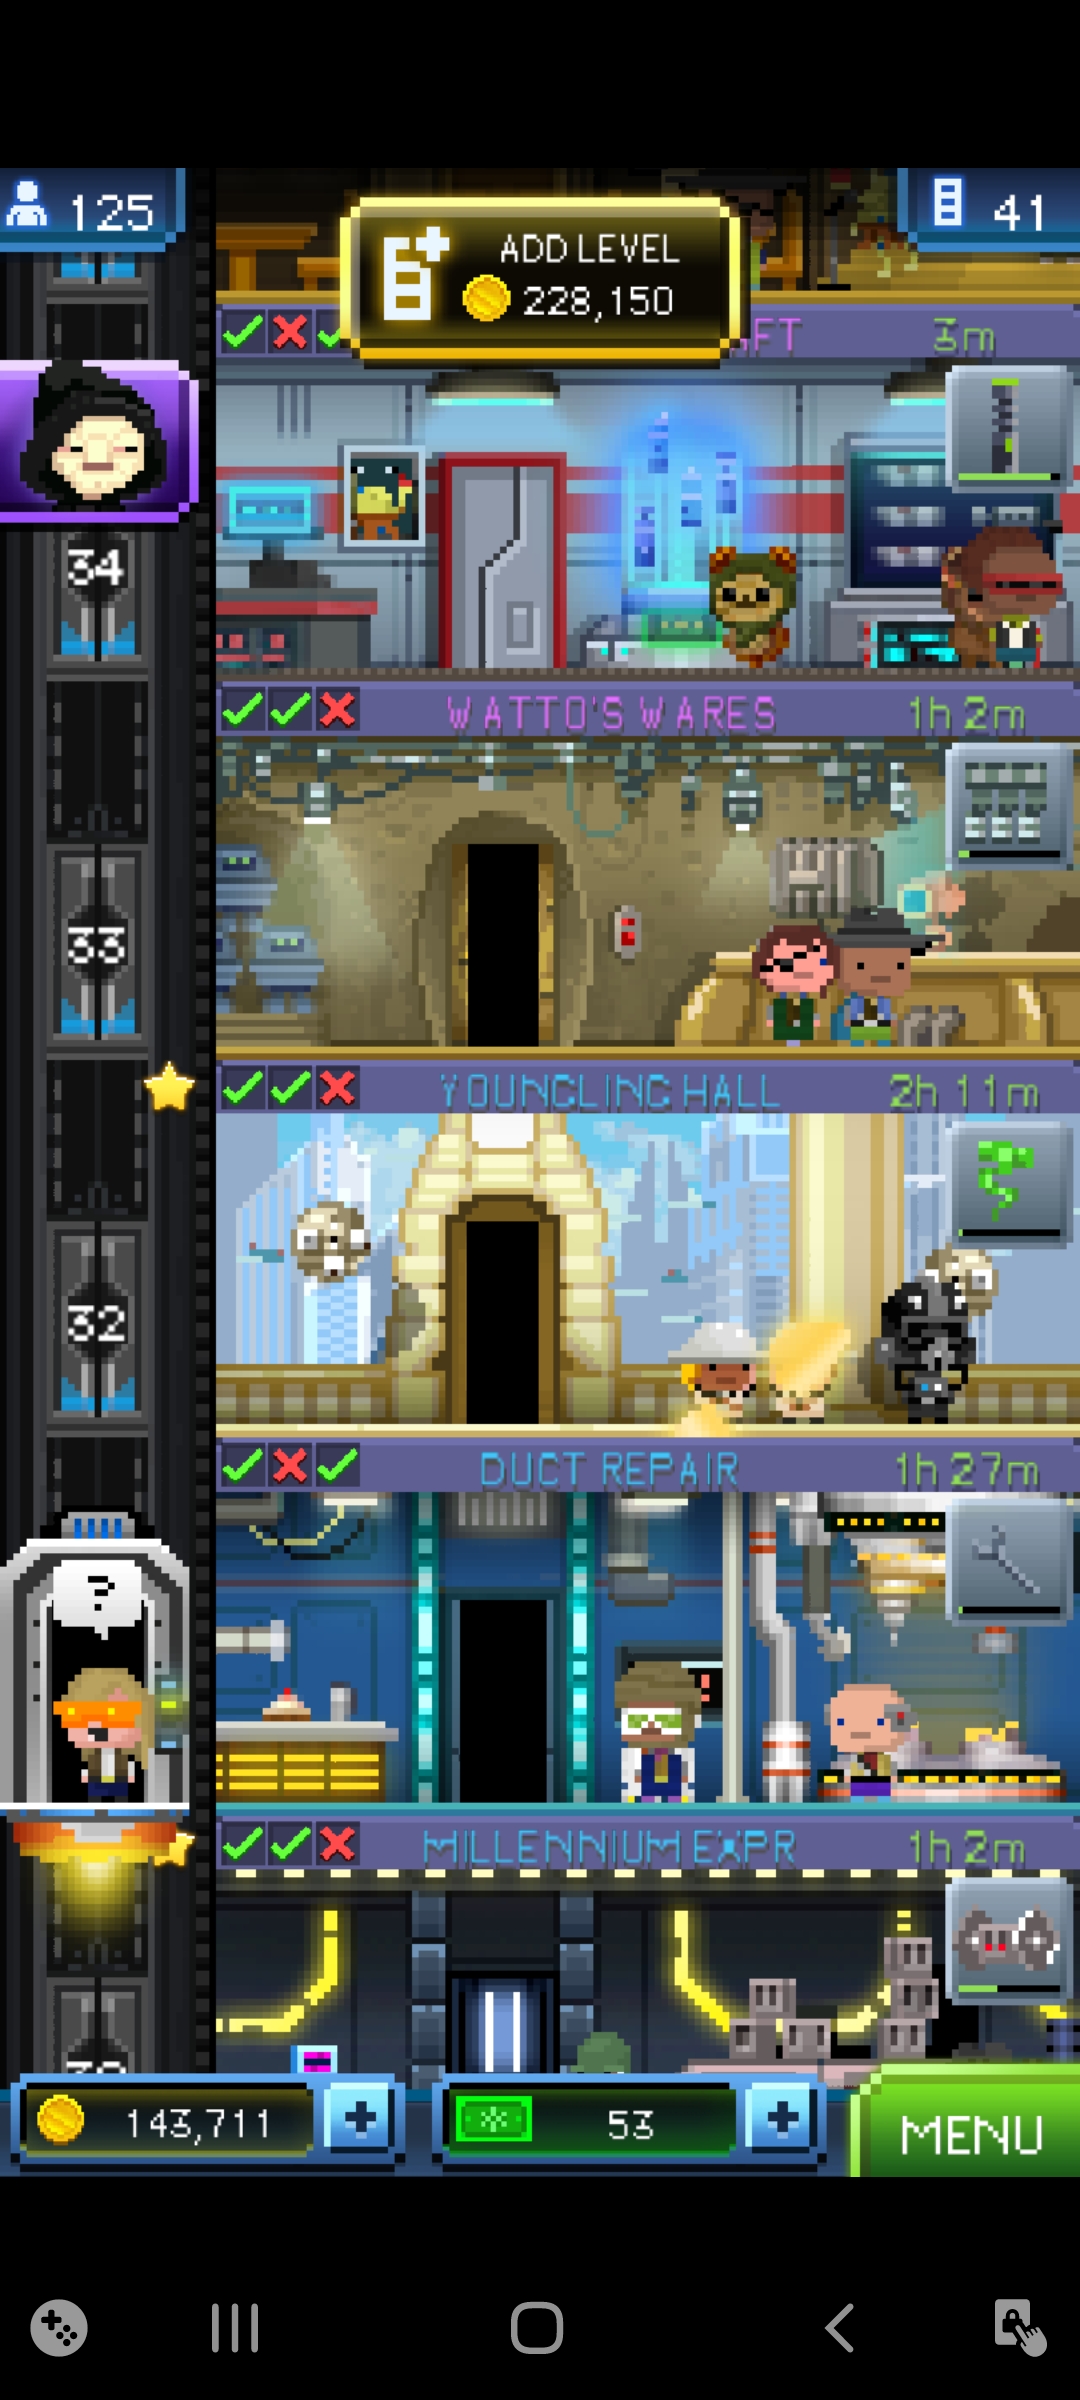 125
ADD LEVEL
228,150
41
3m
34
WATTO'S WARES
1h 2m
33
YOUNGLING HALL
2h 11m
32
DUCT REPAIR
1h 27m
?
MILLENNIUM EXPR
1h 2m
143,711
53
MENU